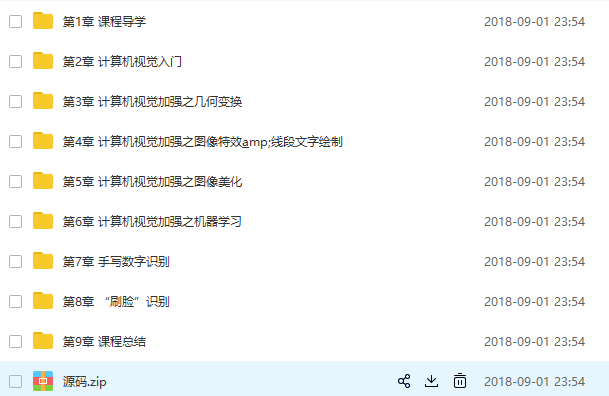 第1章 课程导学 2018-09-01 23:54
第2章 计算机视觉入门 2018-09-01 23:54
第3章 计算机视觉加强之几何变换 2018-09-01 23:54
第4章 计算机视觉加强之图像特效amp;线段文字绘制 2018-09-01 23:54
第5章 计算机视觉加强之图像美化 2018-09-01 23:54
第6章 计算机视觉加强之机器学习 2018-09-01 23:54
第7章 手写数字识别 2018-09-01 23:54
第8章 “刷脸”识别 2018-09-01 23:54
第9章 课程总结 2018-09-01 23:54
源码.zip 2018-09-01 23:54